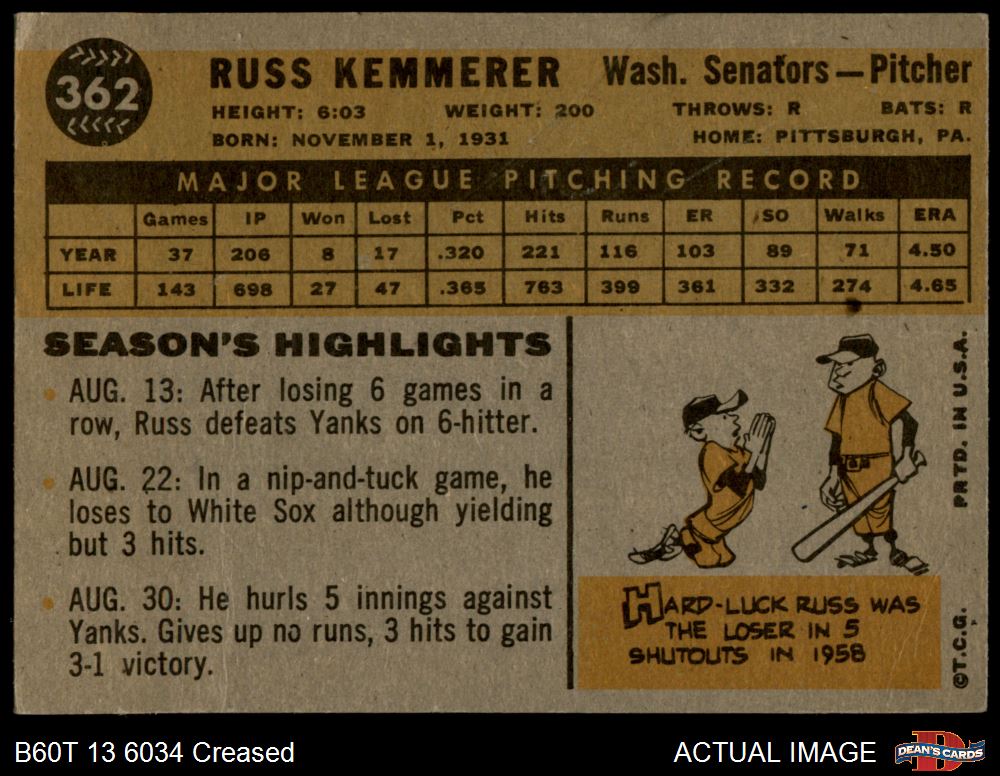 362
RUSS KEMMERER Wash. Senators—Pitcher
HEIGHT: 6:03 WEIGHT: 200 THROWS: R BATS: R
BORN: NOVEMBER 1, 1931 HOME: PITTSBURGH, PA.
MAJOR LEAGUE PITCHING RECORD
Games IP Won Lost Pct Hits Runs ER SO Walks ERA
YEAR 37 206 8 17 .320 221 116 103 89 71 4.50
LIFE 143 698 27 47 .365 763 399 361 332 274 4.65
SEASON'S HIGHLIGHTS
• AUG. 13: After losing 6 games in a
row, Russ defeats Yanks on 6-hitter.
• AUG. 22: In a nip-and-tuck game, he
loses to White Sox although yielding
but 3 hits.
• AUG. 30: He hurls 5 innings against
Yanks. Gives up no runs, 3 hits to gain
3-1 victory.
HARD-LUCK RUSS WAS
THE LOSER IN 5
SHUTOUTS IN 1958
©T.C.G. PRTD. IN U.S.A.
B60T 13 6034 Creased ACTUAL IMAGE
D
DEAN'S CARDS